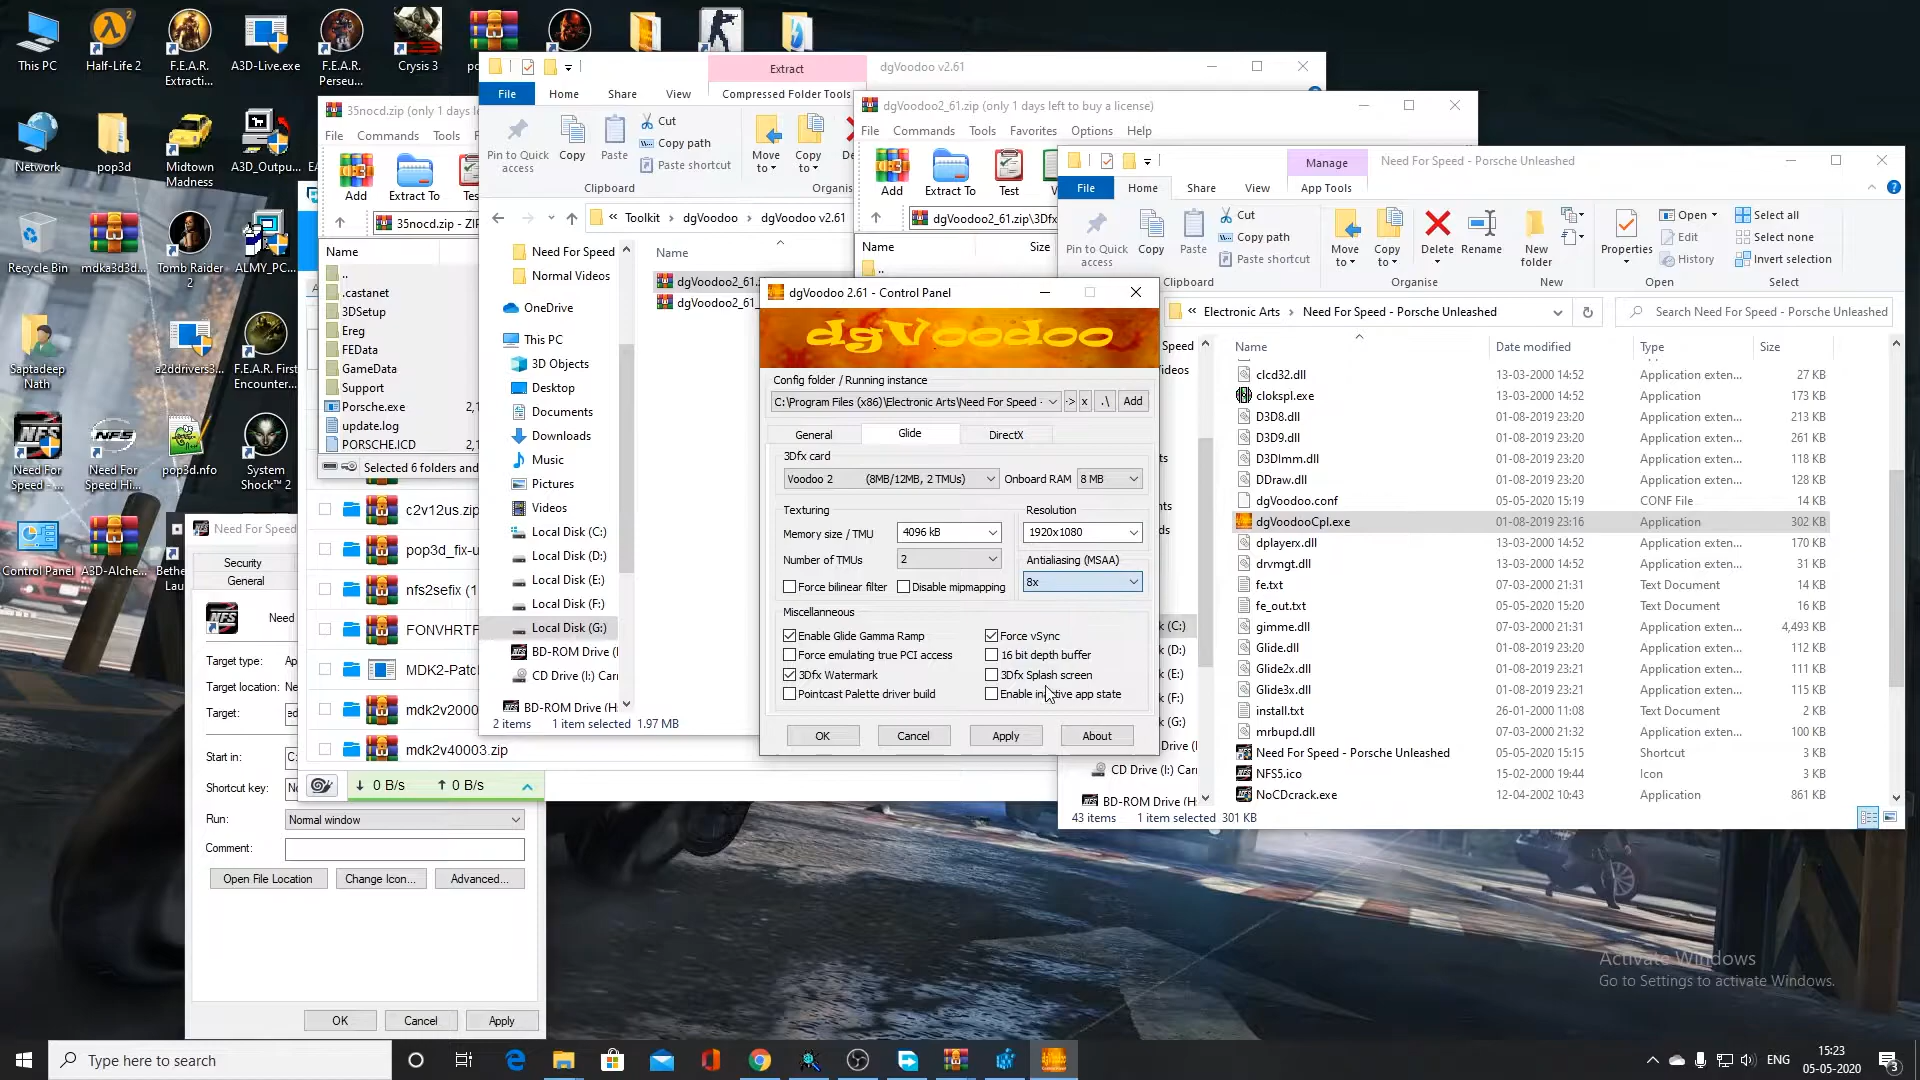 This PC
Half-Life 2
F.E.A.R.
Extracti...
A3D-Live.exe
F.E.A.R.
Perseu...
Crysis 3
Network
pop3d
Midtown
Madness
A3D_Outpu...
Recycle Bin
mdka3d3d...
Tomb Raider
2
ALMY_PC...
Saptadeep
Nath
a2ddrivers3...
F.E.A.R. First
Encounter...
Need For
Speed - ...
Need For
Speed Hi...
pop3d.nfo
System
Shock™ 2
Control Panel
A3D-Alche...
35nocd.zip (only 1 days l
File Commands Tools
Add
Extract To
35nocd.zip - ZIP
Name
..
.castanet
3DSetup
Ereg
FEData
GameData
Support
Porsche.exe
update.log
PORSCHE.ICD
Selected 6 folders and
c2v12us.zip
pop3d_fix-u
nfs2sefix (1
FONVHRTF
MDK2-Patcl
mdk2v2000
mdk2v40003.zip
0 B/s
0 B/s
Need For Speed
Security
General
Need
Target type: Ap
Target location: Ne
Target:
Start in: C:
Shortcut key: No
Run: Normal window
Comment:
Open File Location
Change Icon...
Advanced...
OK
Cancel
Apply
Extract
dgVoodoo v2.61
File
Home
Share
View
Compressed Folder Tools
Pin to Quick
access
Copy
Paste
Cut
Copy path
Paste shortcut
Clipboard
Move
to
Copy
to
Organis
« Toolkit › dgVoodoo › dgVoodoo v2.61
Need For Speed
Normal Videos
OneDrive
This PC
3D Objects
Desktop
Documents
Downloads
Music
Pictures
Videos
Local Disk (C:)
Local Disk (D:)
Local Disk (E:)
Local Disk (F:)
Local Disk (G:)
BD-ROM Drive (I
CD Drive (I:) Carr
BD-ROM Drive (H:
Name
dgVoodoo2_61.
dgVoodoo2_61_
2 items
1 item selected 1.97 MB
dgVoodoo2_61.zip (only 1 days left to buy a license)
File Commands Tools Favorites Options Help
Add
Extract To
Test
dgVoodoo2_61.zip\3Dfx
Name
Size
..
dgVoodoo 2.61 - Control Panel
dgVoodoo
Config folder / Running instance
C:\Program Files (x86)\Electronic Arts\Need For Speed -
->
x
.\
Add
General
Glide
DirectX
3Dfx card
Voodoo 2 (8MB/12MB, 2 TMUs)
Onboard RAM 8 MB
Texturing
Memory size / TMU 4096 kB
Number of TMUs 2
Force bilinear filter
Disable mipmapping
Resolution
1920x1080
Antialiasing (MSAA)
8x
Miscellaneous
Enable Glide Gamma Ramp
Force vSync
Force emulating true PCI access
16 bit depth buffer
3Dfx Watermark
3Dfx Splash screen
Pointcast Palette driver build
Enable inactive app state
OK
Cancel
Apply
About
Manage
Need For Speed - Porsche Unleashed
File
Home
Share
View
App Tools
Pin to Quick
access
Copy
Paste
Cut
Copy path
Paste shortcut
Clipboard
Move
to
Copy
to
Delete
Rename
Organise
New
folder
New
Properties
Open
Edit
History
Open
Select all
Select none
Invert selection
Select
« Electronic Arts › Need For Speed - Porsche Unleashed
Search Need For Speed - Porsche Unleashed
Name Date modified Type Size
clcd32.dll 13-03-2000 14:52 Application exten... 27 KB
clokspl.exe 13-03-2000 14:52 Application 173 KB
D3D8.dll 01-08-2019 23:20 Application exten... 213 KB
D3D9.dll 01-08-2019 23:20 Application exten... 261 KB
D3DImm.dll 01-08-2019 23:20 Application exten... 118 KB
DDraw.dll 01-08-2019 23:20 Application exten... 128 KB
dgVoodoo.conf 05-05-2020 15:19 CONF File 14 KB
dgVoodooCpl.exe 01-08-2019 23:16 Application 302 KB
dplayerx.dll 13-03-2000 14:52 Application exten... 170 KB
drvmgt.dll 13-03-2000 14:52 Application exten... 31 KB
fe.txt 07-03-2000 21:31 Text Document 14 KB
fe_out.txt 05-05-2020 15:20 Text Document 16 KB
gimme.dll 07-03-2000 21:31 Application exten... 4,493 KB
Glide.dll 01-08-2019 23:20 Application exten... 112 KB
Glide2x.dll 01-08-2019 23:21 Application exten... 111 KB
Glide3x.dll 01-08-2019 23:21 Application exten... 115 KB
install.txt 26-01-2000 11:08 Text Document 2 KB
mrbupd.dll 07-03-2000 21:32 Application exten... 13 KB
Need For Speed - Porsche Unleashed 05-05-2020 15:15 Shortcut 3 KB
NFS5.ico 15-02-2000 19:44 Icon 3 KB
NoCDcrack.exe 12-04-2002 10:43 Application 861 KB
CD Drive (I:) Carr
BD-ROM Drive (H
43 items
1 item selected 301 KB
Activate Windows
Go to Settings to activate Windows.
Type here to search
ENG
15:23
05-05-2020
3